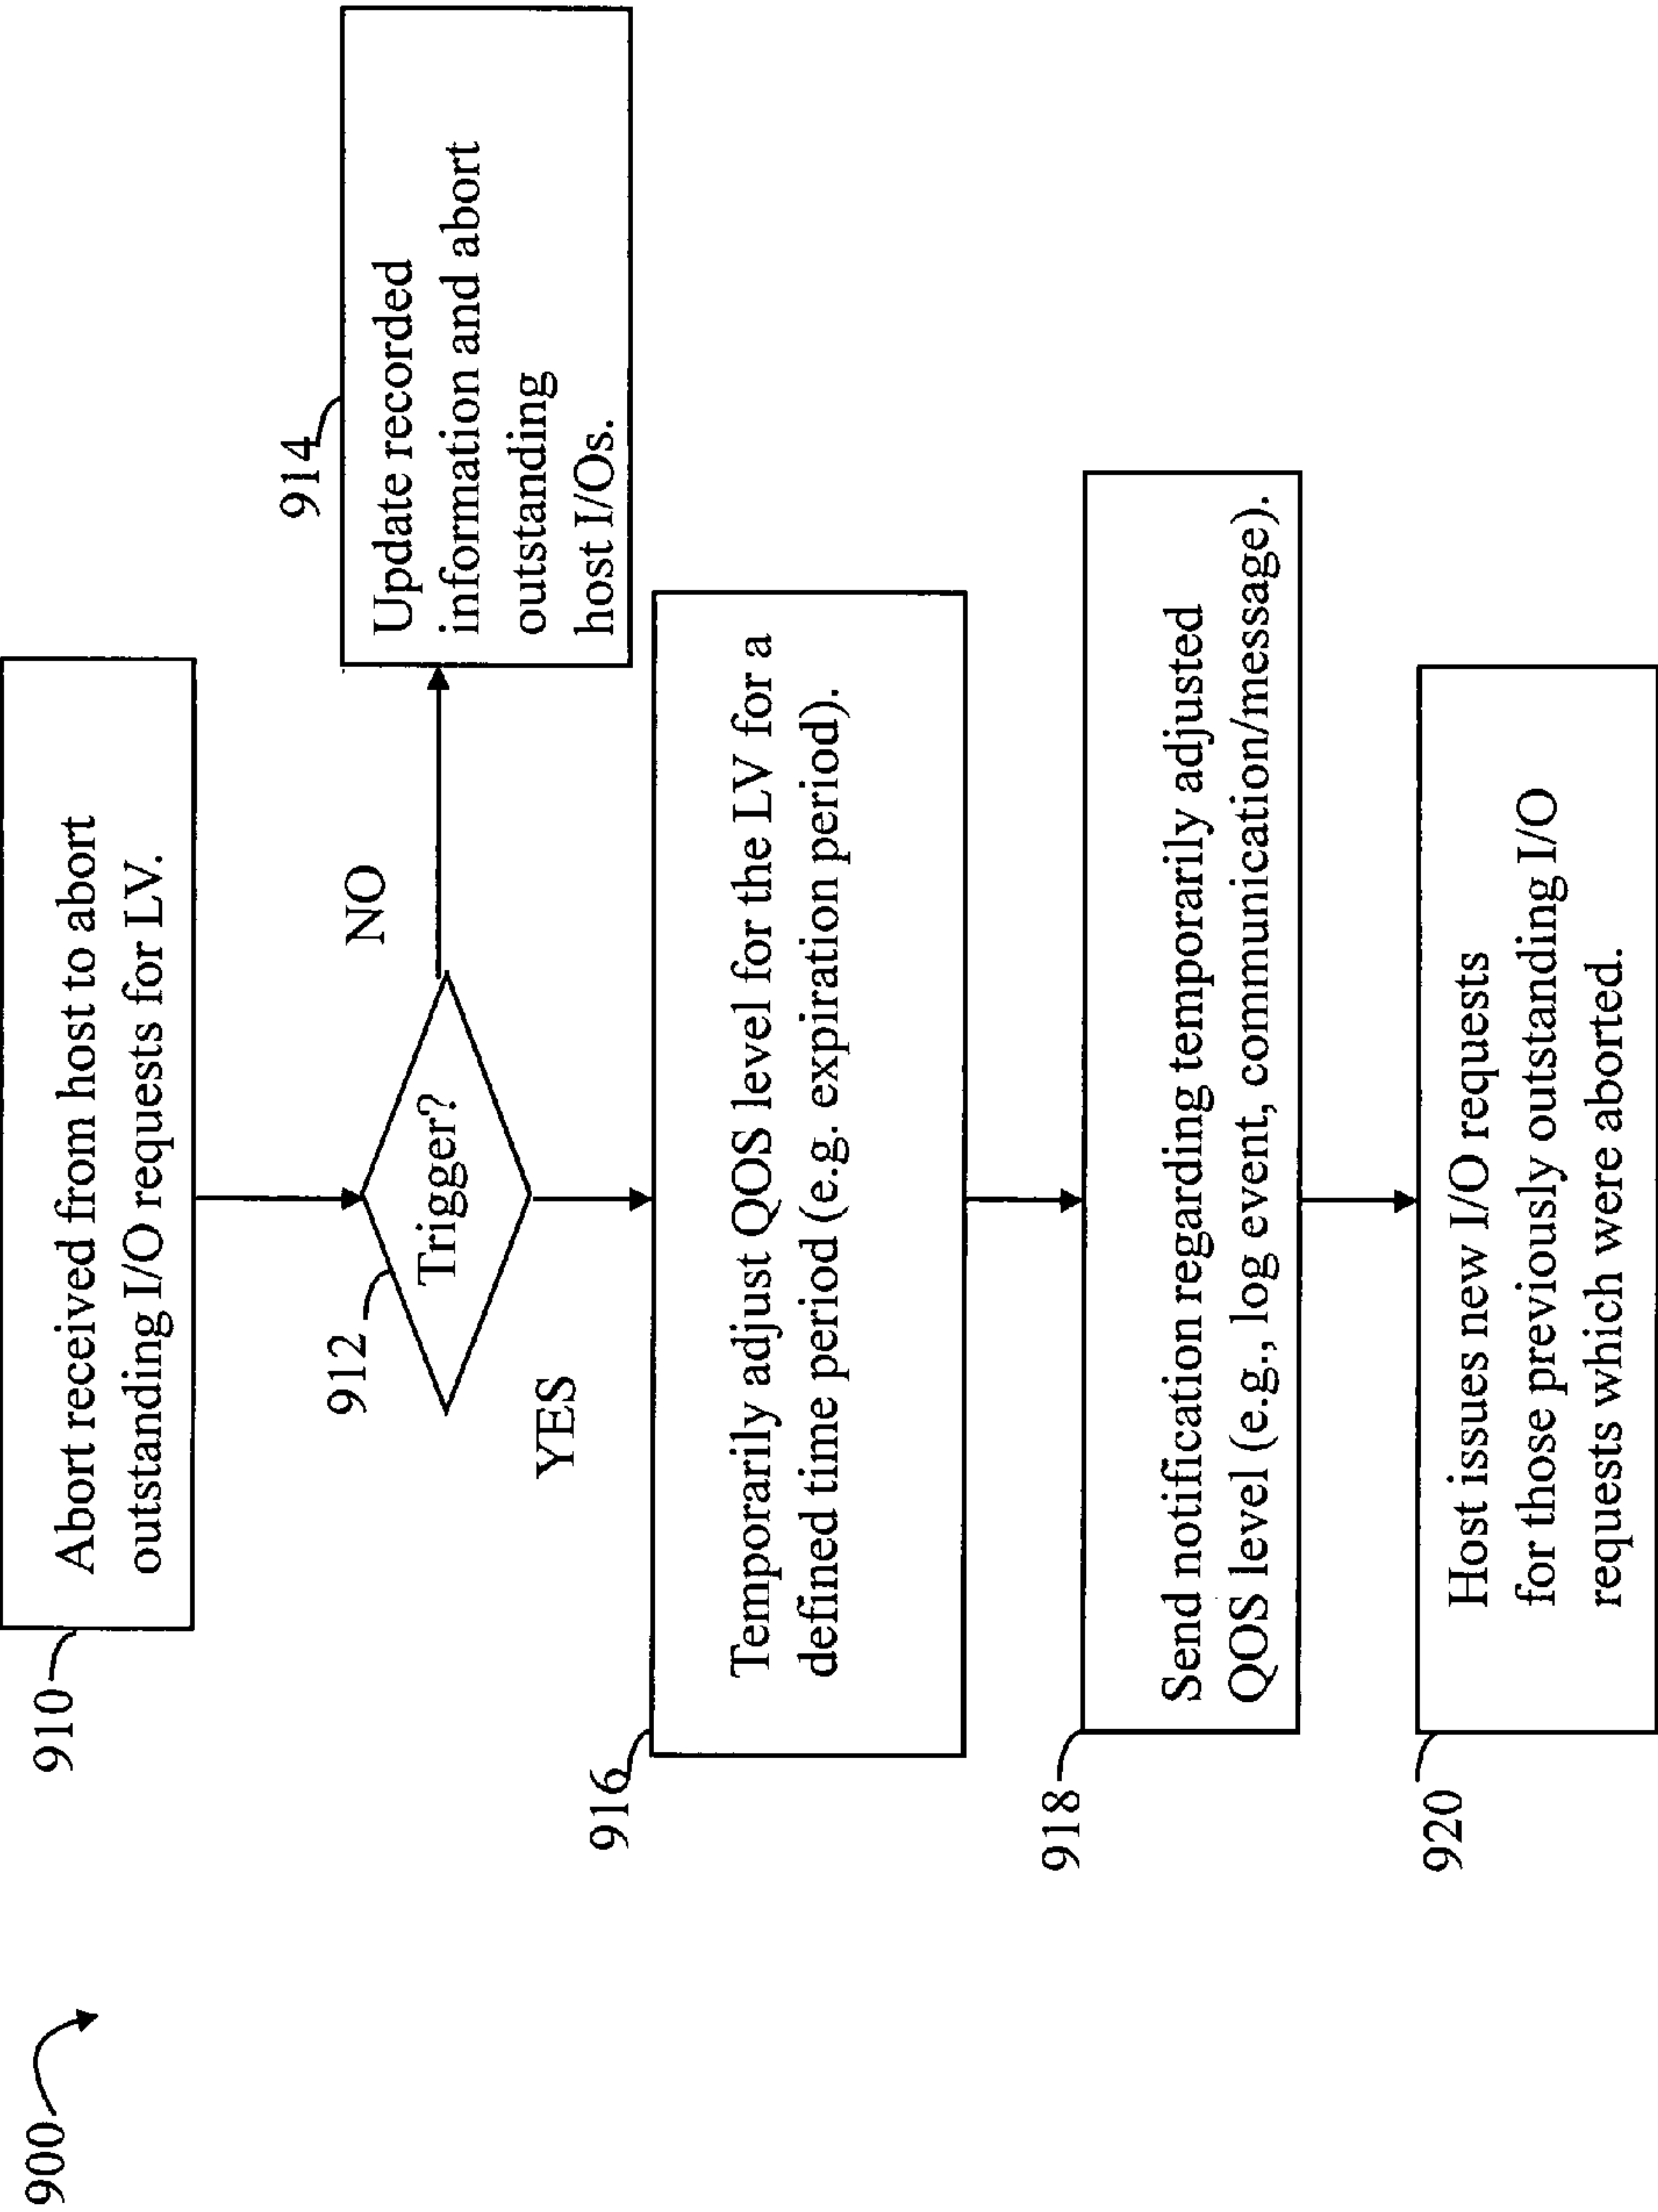 900
910
Abort received from host to abort
outstanding I/O requests for LV.
912
Trigger?
NO
914
Update recorded
information and abort
outstanding
host I/Os.
YES
916
Temporarily adjust QOS level for the LV for a
defined time period (e.g. expiration period).
918
Send notification regarding temporarily adjusted
QOS level (e.g., log event, communication/message).
920
Host issues new I/O requests
for those previously outstanding I/O
requests which were aborted.